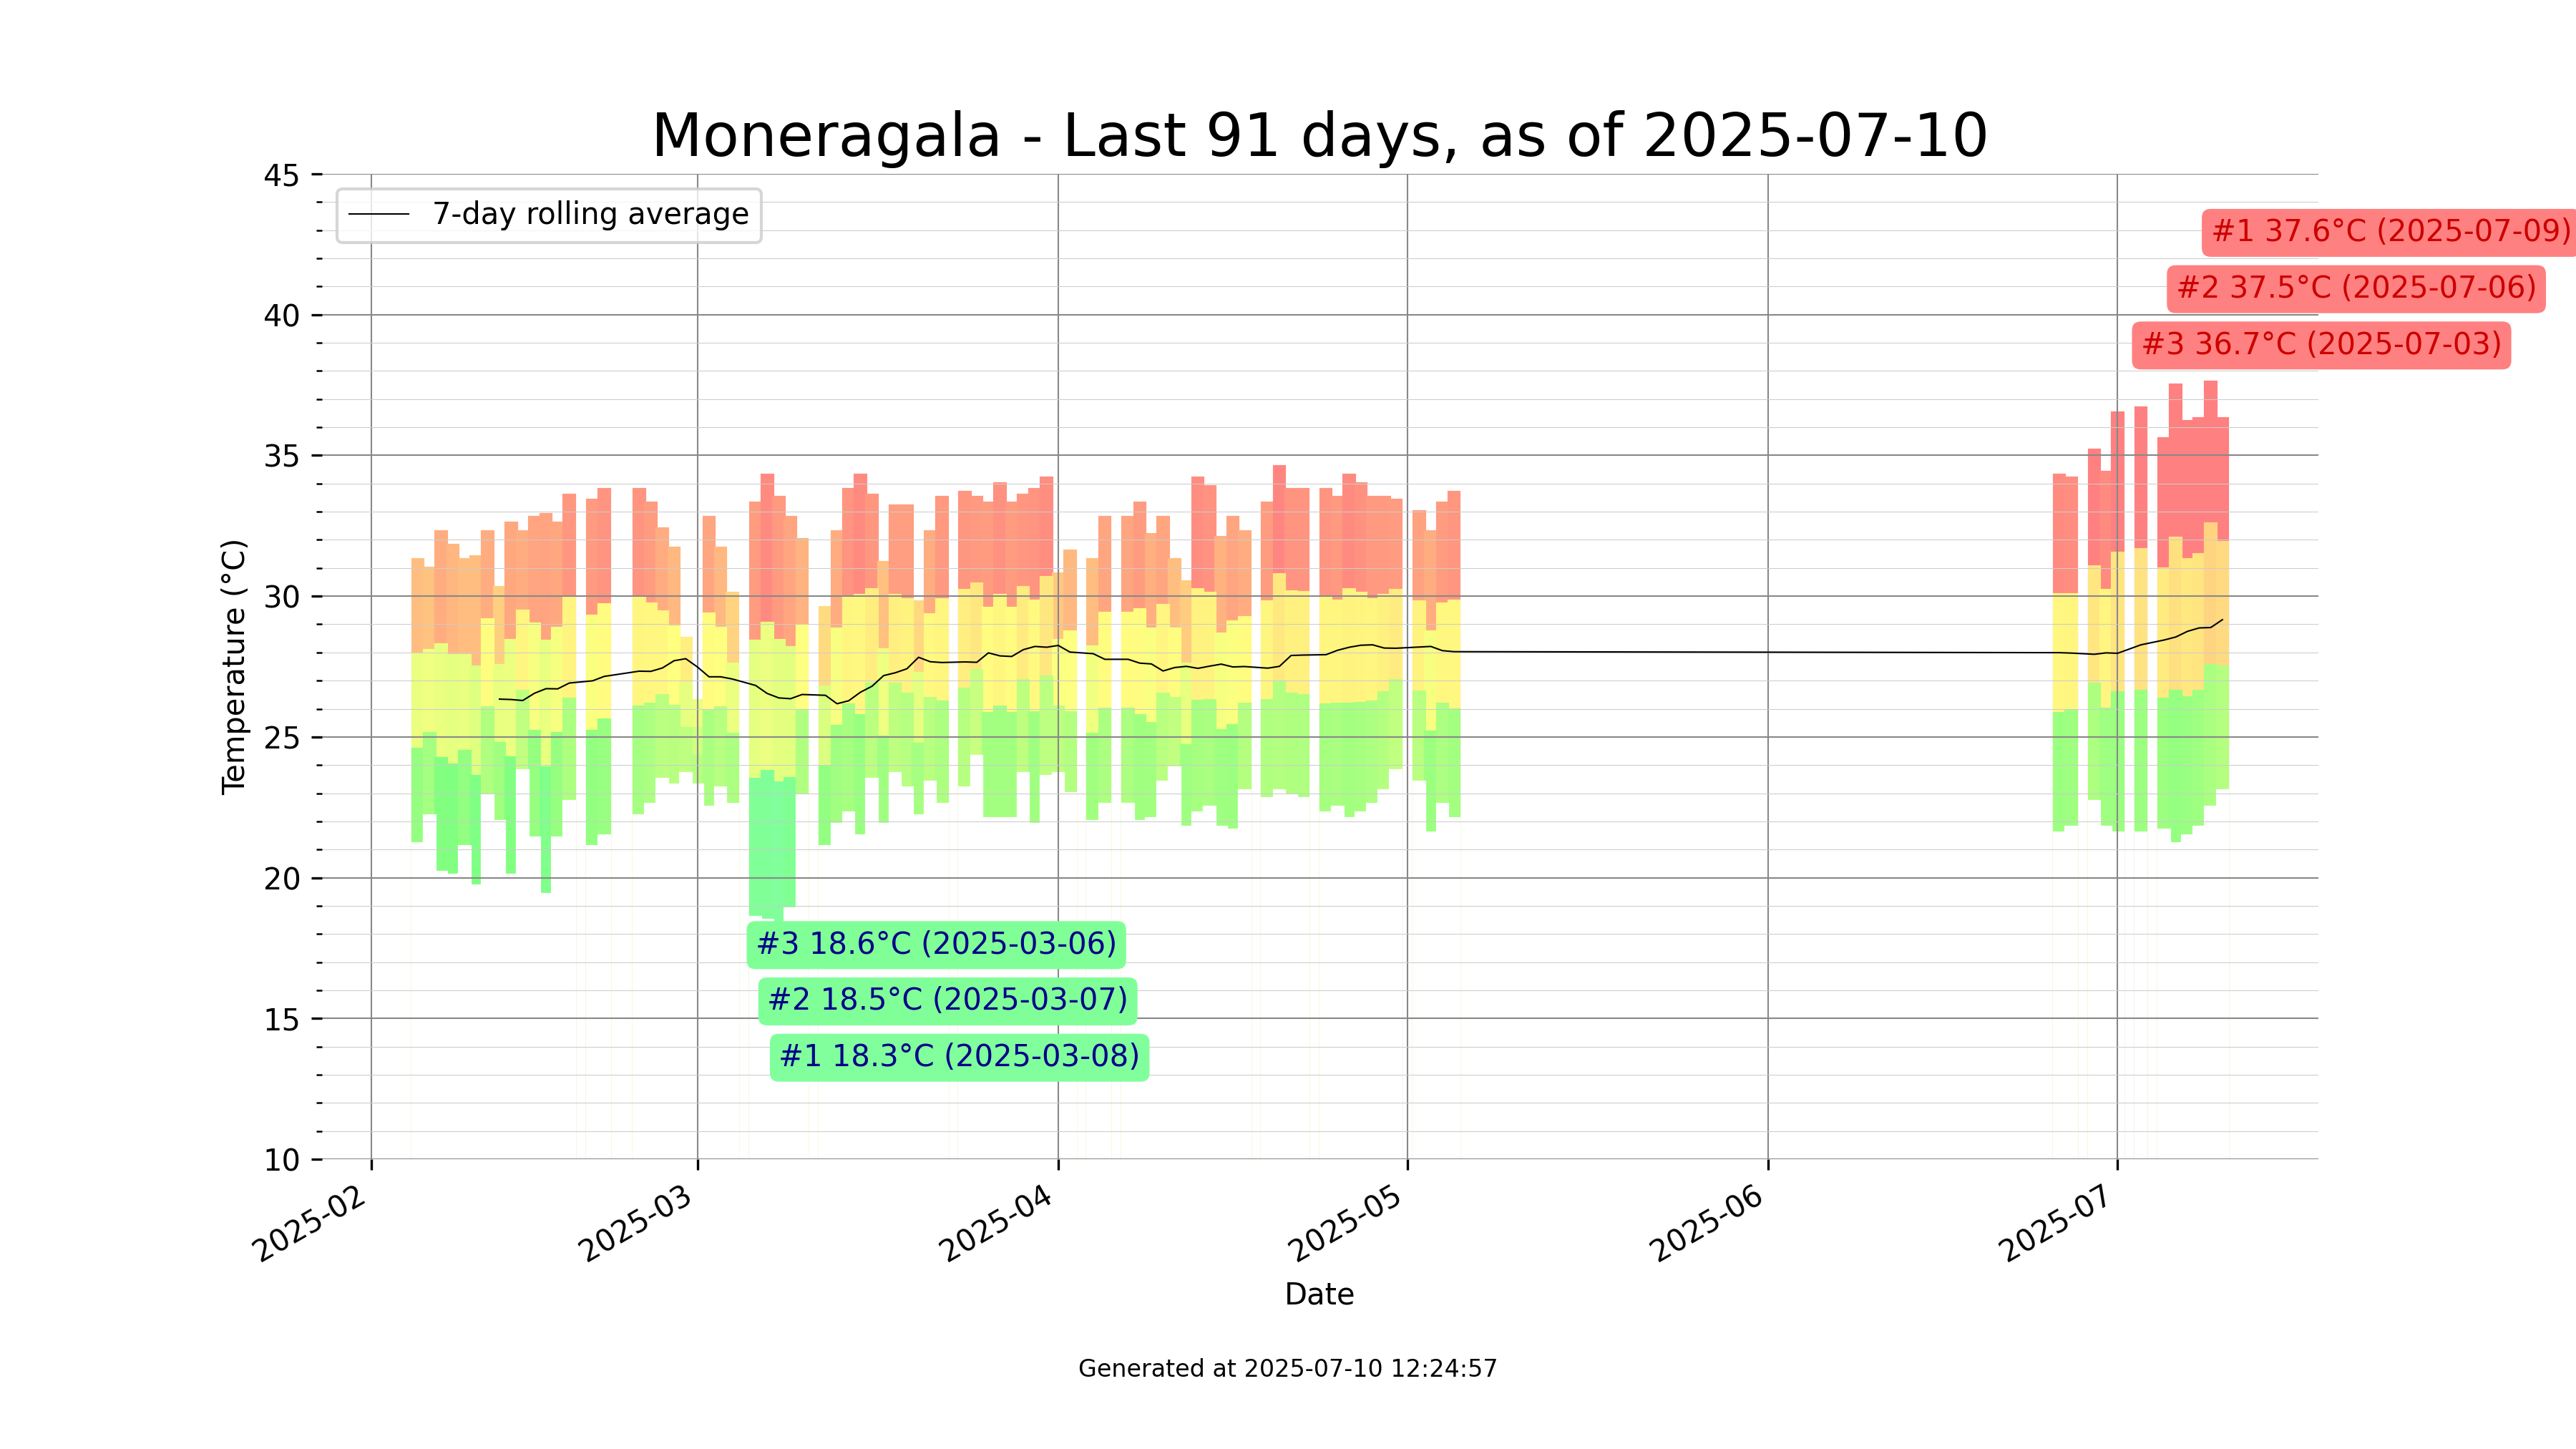 Moneragala - Last 91 days, as of 2025-07-10
7-day rolling average
#1 37.6°C (2025-07-09)
#2 37.5°C (2025-07-06)
#3 36.7°C (2025-07-03)
#3 18.6°C (2025-03-06)
#2 18.5°C (2025-03-07)
#1 18.3°C (2025-03-08)
Temperature (°C)
45
40
35
30
25
20
15
10
2025-02
2025-03
2025-04
2025-05
2025-06
2025-07
Date
Generated at 2025-07-10 12:24:57